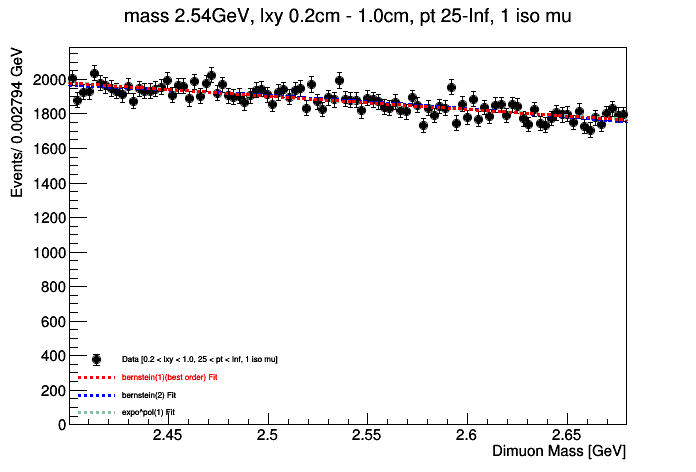 mass 2.54GeV, lxy 0.2cm - 1.0cm, pt 25-Inf, 1 iso mu
Events/ 0.002794 GeV
2000
1800
1600
1400
1200
1000
800
600
400
200
0
Data [0.2 < lxy < 1.0, 25 < pt < Inf, 1 iso mu]
bernstein(1)(best order) Fit
bernstein(2) Fit
expo^pol(1) Fit
2.45 2.5 2.55 2.6 2.65
Dimuon Mass [GeV]